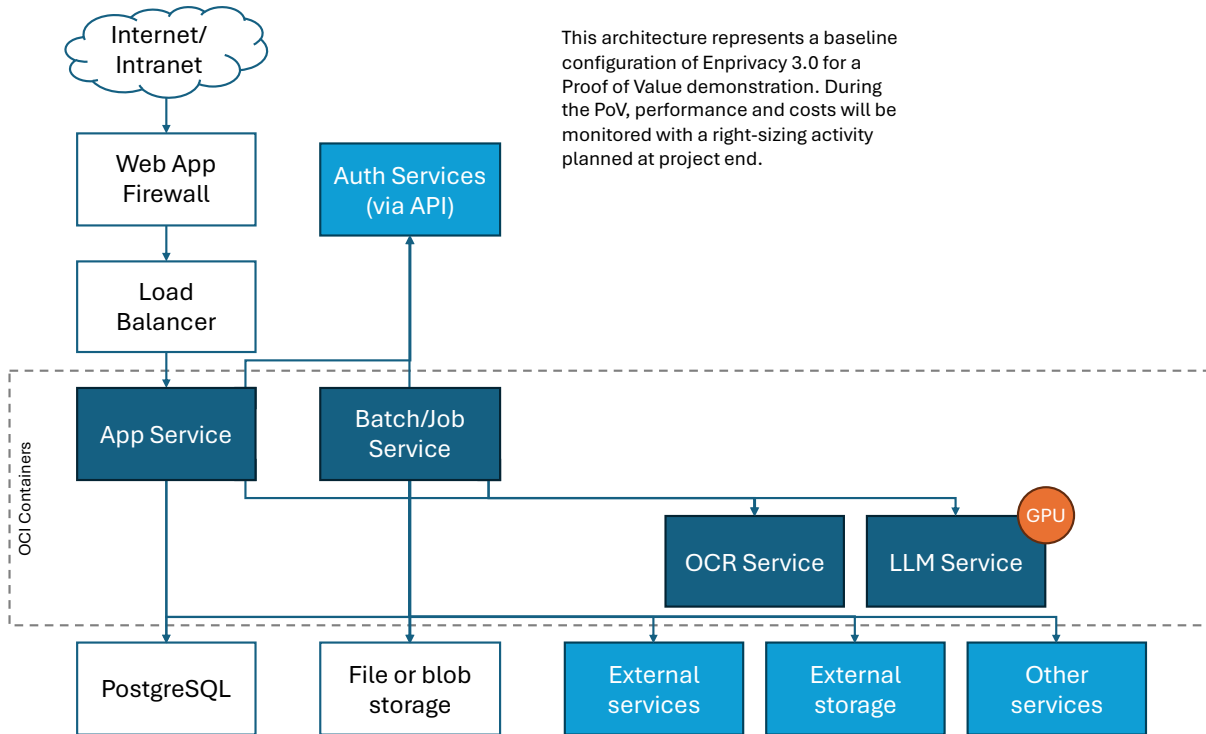 Internet/
Intranet
This architecture represents a baseline
configuration of Enprivacy 3.0 for a
Proof of Value demonstration. During
the PoV, performance and costs will be
monitored with a right-sizing activity
planned at project end.
Web App
Firewall
Auth Services
(via API)
Load
Balancer
OCI Containers
App Service
Batch/Job
Service
GPU
OCR Service
LLM Service
PostgreSQL
File or blob
storage
External
services
External
storage
Other
services